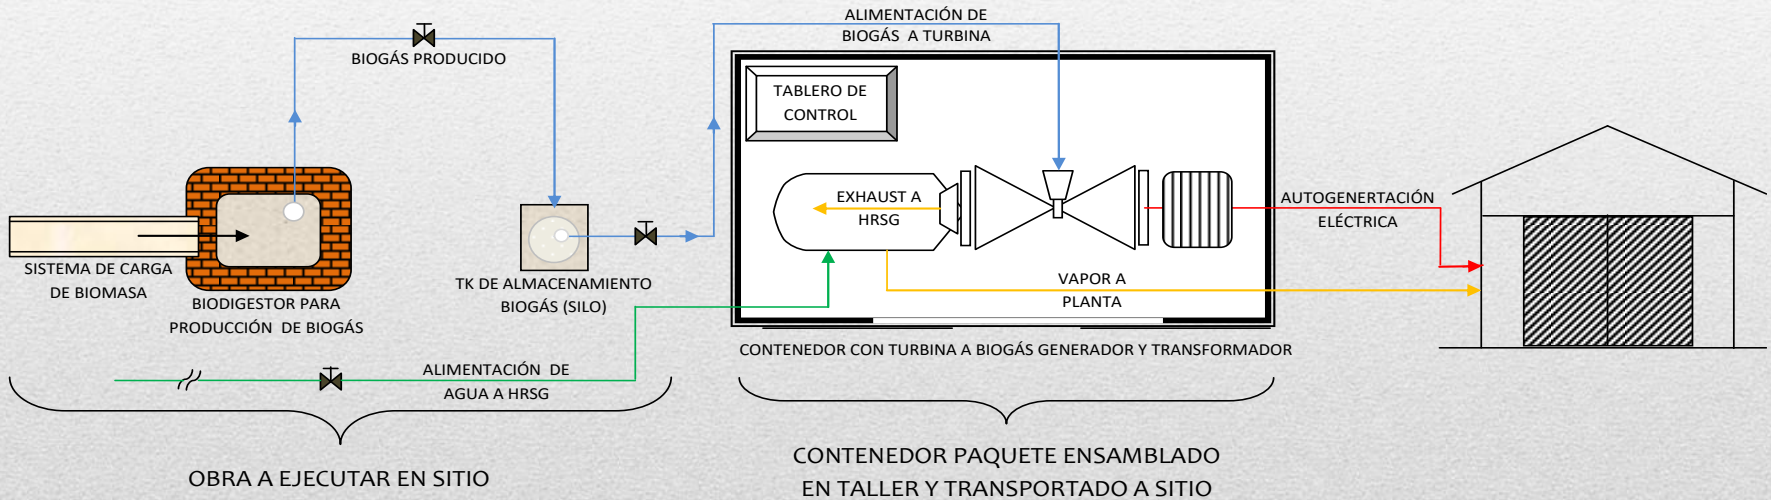 ALIMENTACIÓN DE
BIOGÁS A TURBINA
BIOGÁS PRODUCIDO
TABLERO DE
CONTROL
EXHAUST A
HRSG
AUTOGENERTACIÓN
ELÉCTRICA
SISTEMA DE CARGA
DE BIOMASA
BIODIGESTOR PARA
PRODUCCIÓN DE BIOGÁS
TK DE ALMACENAMIENTO
BIOGÁS (SILO)
VAPOR A
PLANTA
CONTENEDOR CON TURBINA A BIOGÁS GENERADOR Y TRANSFORMADOR
ALIMENTACIÓN DE
AGUA A HRSG
OBRA A EJECUTAR EN SITIO
CONTENEDOR PAQUETE ENSAMBLADO
EN TALLER Y TRANSPORTADO A SITIO